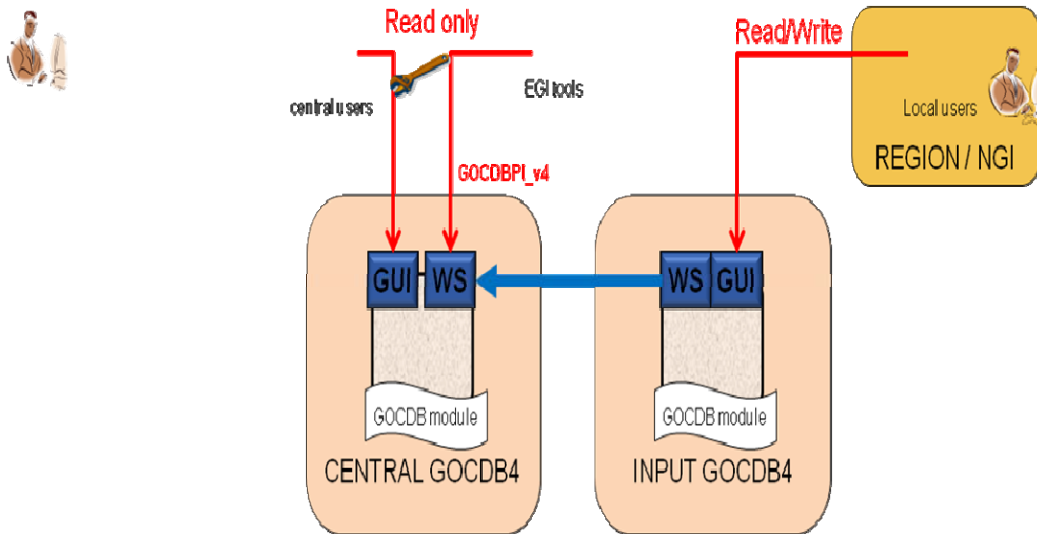 Read only
Read/Write
central users
EGI tools
Local users
REGION / NGI
GOCDBPI_v4
GUI
WS
WS
GUI
GOCDB module
GOCDB module
CENTRAL GOCDB4
INPUT GOCDB4